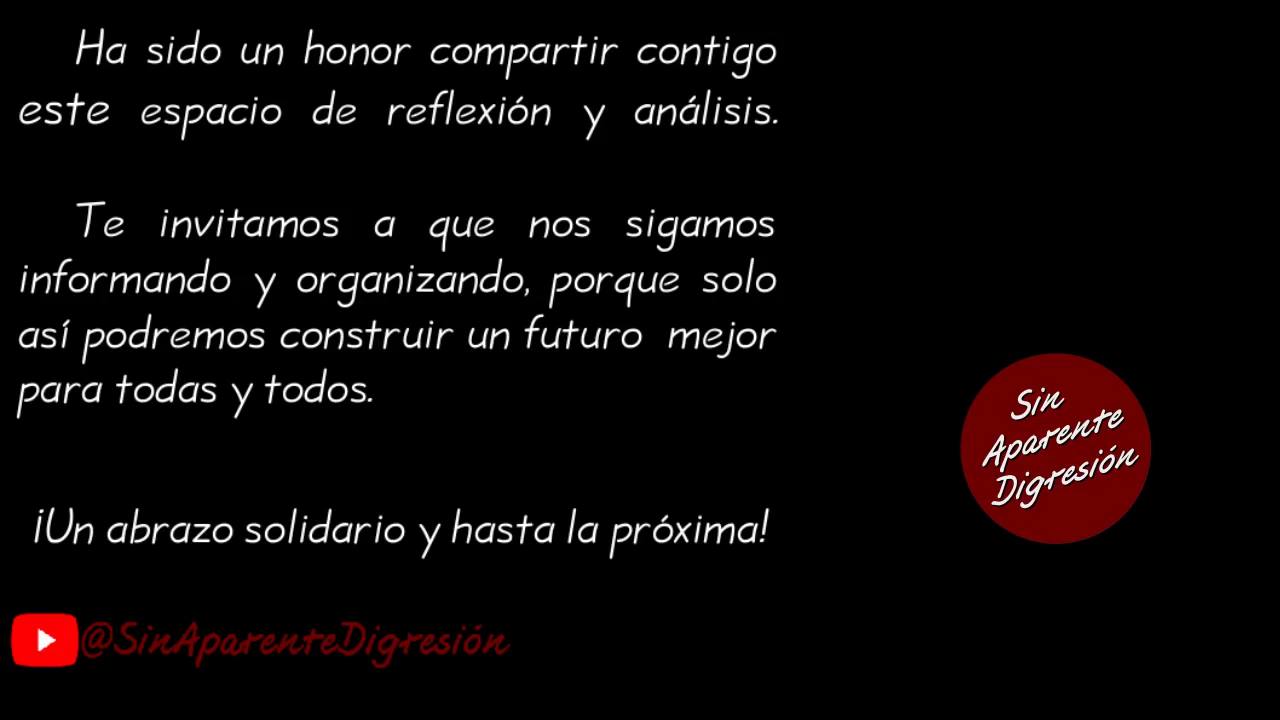 Ha sido un honor compartir contigo
este espacio de reflexión y análisis.
Te invitamos a que nos sigamos
informando y organizando, porque solo
así podremos construir un futuro mejor
para todas y todos.
¡Un abrazo solidario y hasta la próxima!
@SinAparenteDigresión
Sin
Aparente
Digresión